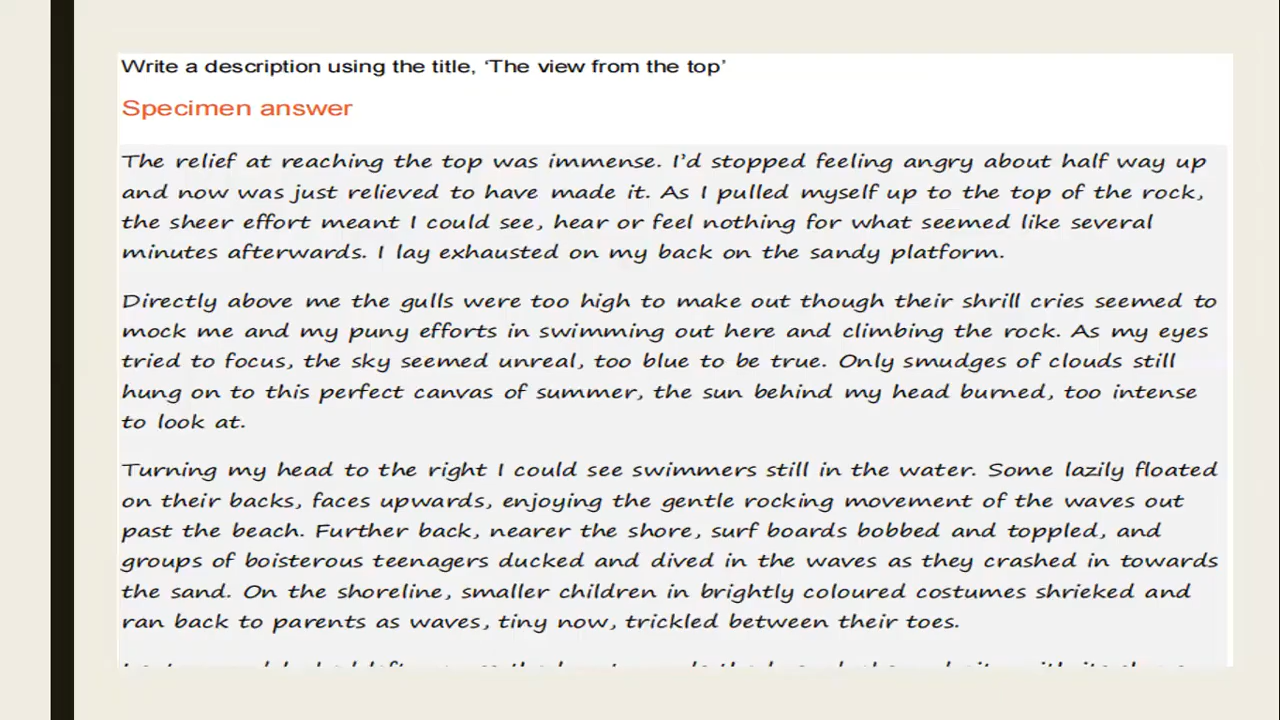 Write a description using the title, ‘The view from the top’
Specimen answer
The relief at reaching the top was immense. I’d stopped feeling angry about half way up
and now was just relieved to have made it. As I pulled myself up to the top of the rock,
the sheer effort meant I could see, hear or feel nothing for what seemed like several
minutes afterwards. I lay exhausted on my back on the sandy platform.
Directly above me the gulls were too high to make out though their shrill cries seemed to
mock me and my puny efforts in swimming out here and climbing the rock. As my eyes
tried to focus, the sky seemed unreal, too blue to be true. Only smudges of clouds still
hung on to this perfect canvas of summer, the sun behind my head burned, too intense
to look at.
Turning my head to the right I could see swimmers still in the water. Some lazily floated
on their backs, faces upwards, enjoying the gentle rocking movement of the waves out
past the beach. Further back, nearer the shore, surf boards bobbed and toppled, and
groups of boisterous teenagers ducked and dived in the waves as they crashed in towards
the sand. On the shoreline, smaller children in brightly coloured costumes shrieked and
ran back to parents as waves, tiny now, trickled between their toes.